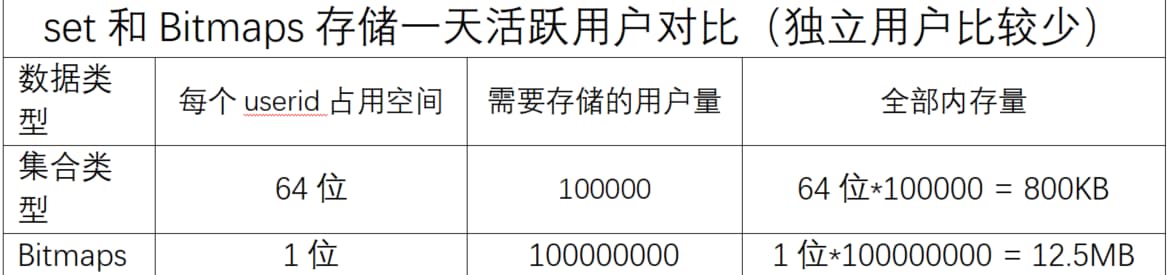 set 和 Bitmaps 存储一天活跃用户对比（独立用户比较少）
数据类型 每个 userid 占用空间 需要存储的用户量 全部内存量
集合类型 64 位 100000 64 位*100000 = 800KB
Bitmaps 1 位 100000000 1 位*100000000 = 12.5MB